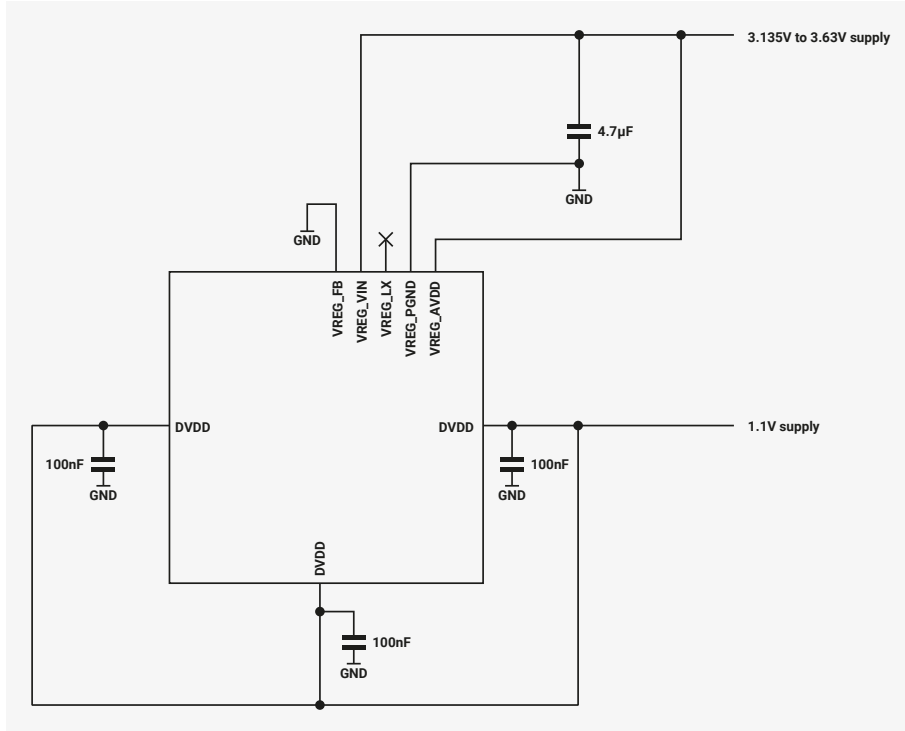 3.135V to 3.63V supply
4.7µF
GND
GND
VREG_FB
VREG_VIN
VREG_LX
VREG_PGND
VREG_AVDD
DVDD
DVDD
1.1V supply
100nF
100nF
GND
GND
DVDD
100nF
GND